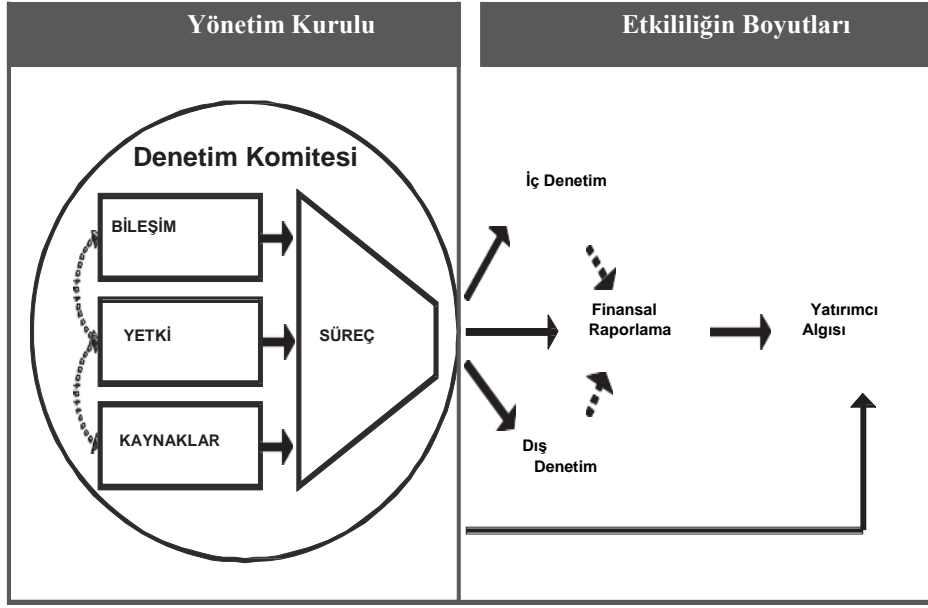 Yönetim Kurulu
Etkililiğin Boyutları
Denetim Komitesi
BİLEŞİM
YETKİ
KAYNAKLAR
SÜREÇ
İç Denetim
Finansal
Raporlama
Yatırımcı
Algısı
Dış
Denetim